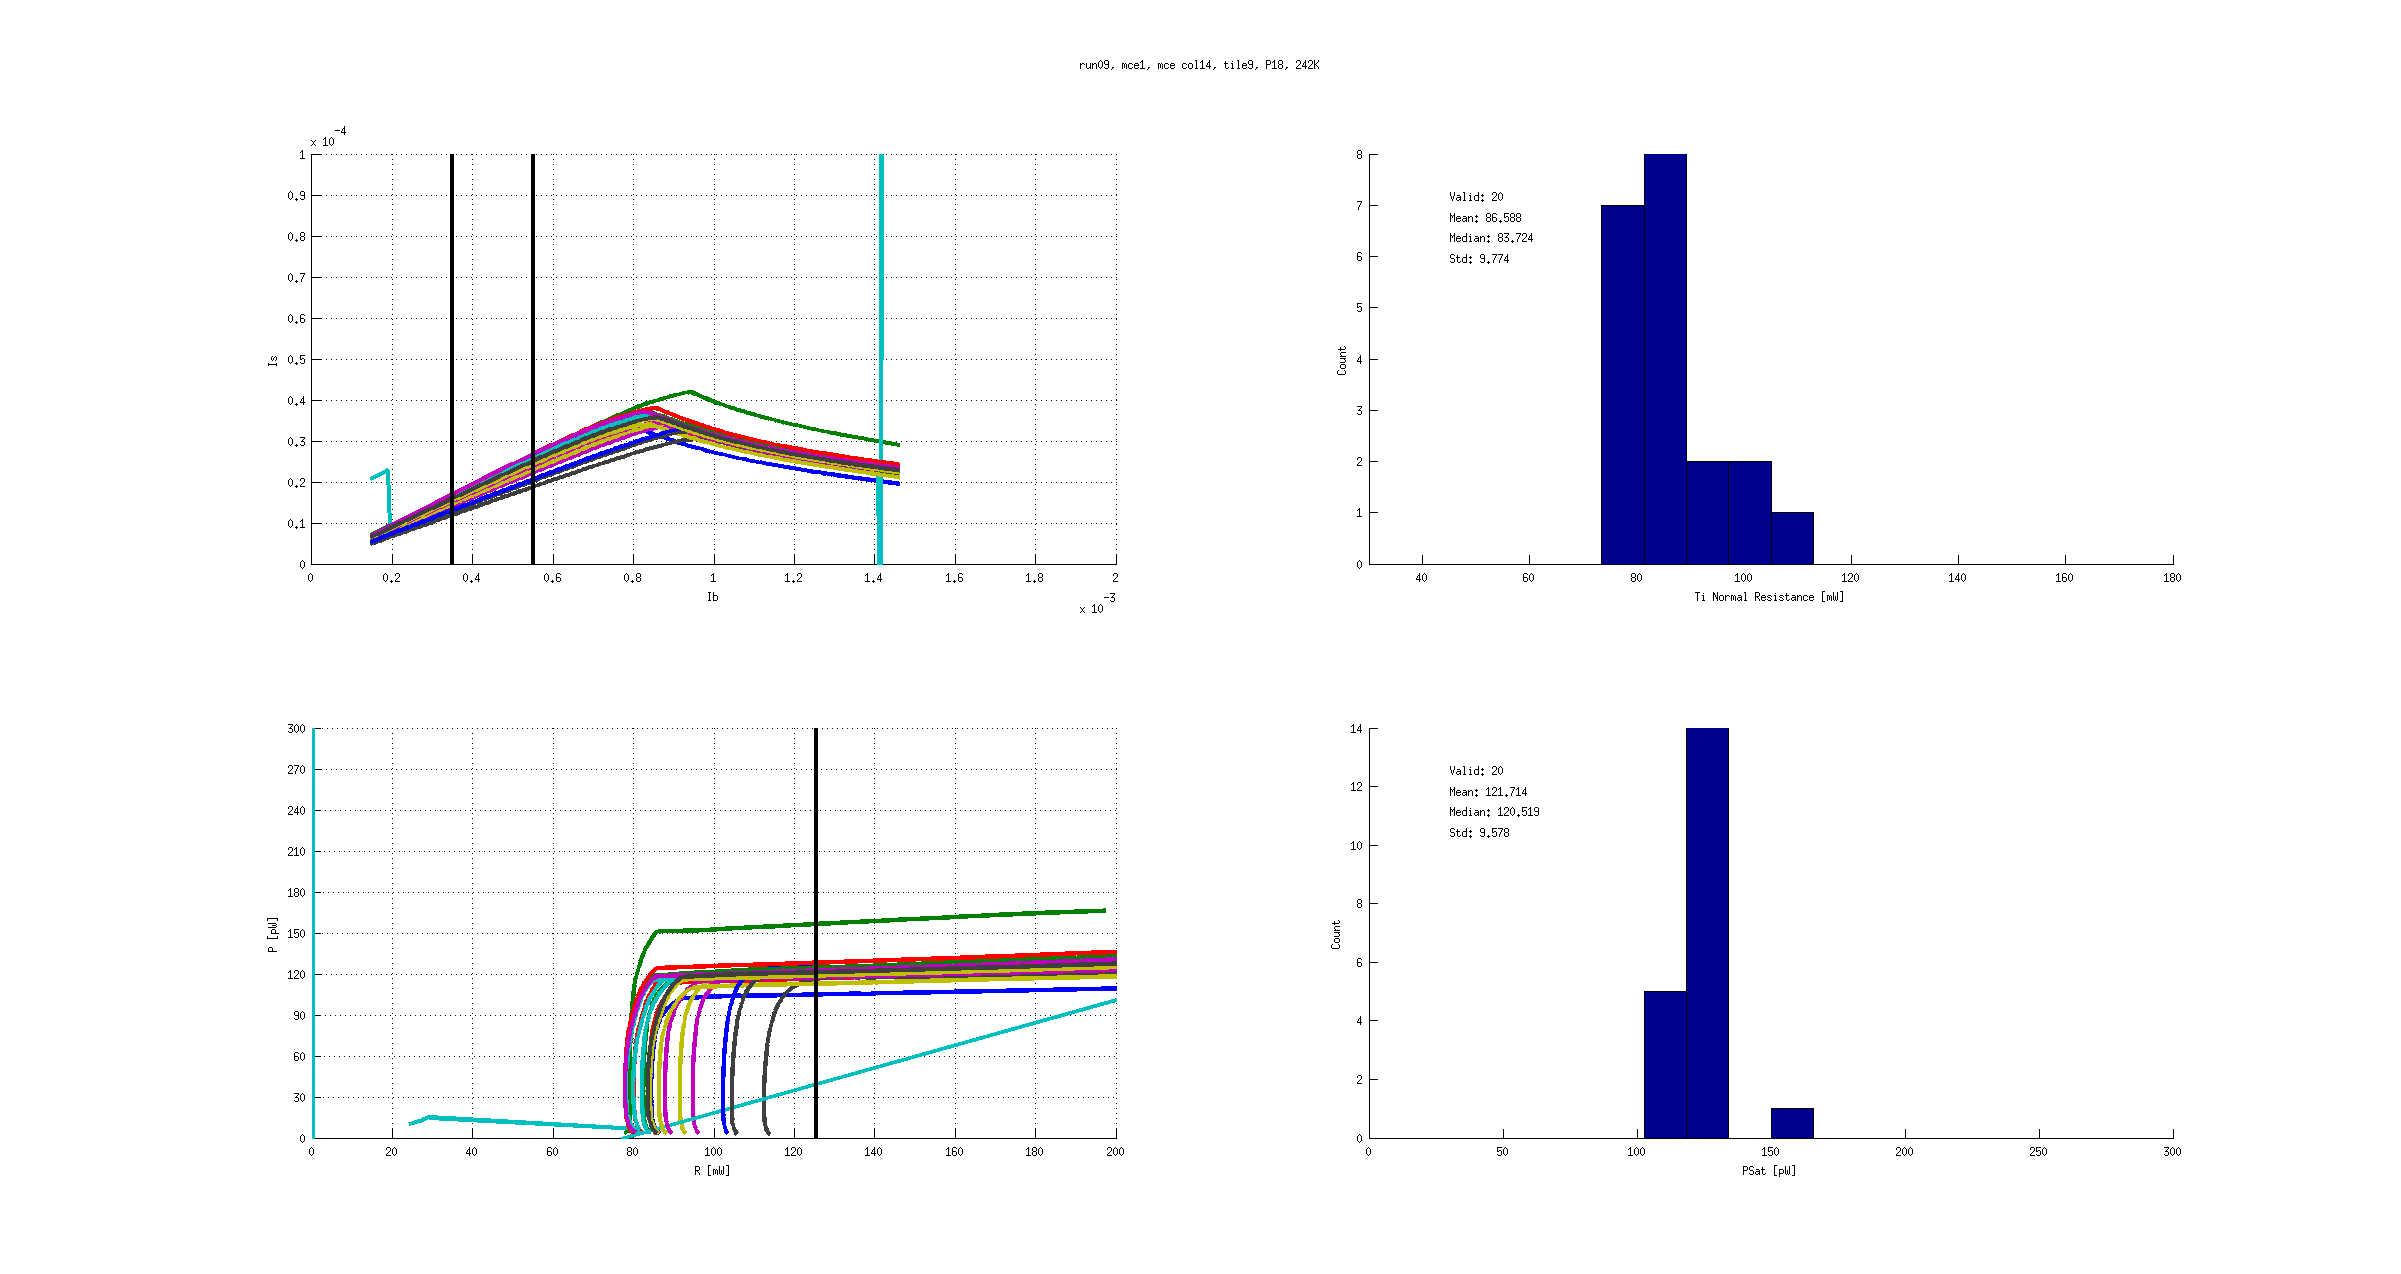 run09, mce1, mce col14, tile9, P18, 242K
x 10
-4
1
0.9
0.8
0.7
0.6
0.5
0.4
0.3
0.2
0.1
0
Is
0 0.2 0.4 0.6 0.8 1 1.2 1.4 1.6 1.8 2
Ib
x 10
-3
8
7
6
5
4
3
2
1
0
Count
Valid: 20
Mean: 86.588
Median: 83.724
Std: 9.774
40 60 80 100 120 140 160 180
Ti Normal Resistance [mW]
300
270
240
210
180
150
120
90
60
30
0
P [pW]
0 20 40 60 80 100 120 140 160 180 200
R [mW]
14
12
10
8
6
4
2
0
Count
Valid: 20
Mean: 121.714
Median: 120.519
Std: 9.578
0 50 100 150 200 250 300
PSat [pW]